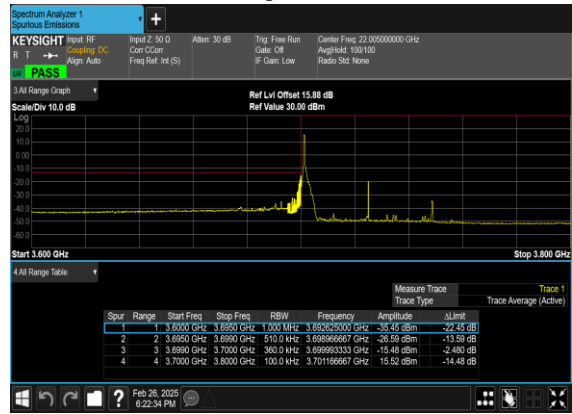 Spectrum Analyzer 1
Spurious Emissions
KEYSIGHT Input: RF Input Z: 50 Ω Atten: 30 dB Trig: Free Run Center Freq: 22.005000000 GHz
R T Coupling: DC Corr CCorr Gate: Off Avg|Hold: 100/100
Align: Auto Freq Ref: Int (S) IF Gain: Low Radio Std: None
PASS
3 All Range Graph
Ref Lvl Offset 15.88 dB
Scale/Div 10.0 dB Ref Value 30.00 dBm
Log
20.0
10.0
0.00
-10.0
-20.0
-30.0
-40.0
-50.0
-60.0
Start 3.600 GHz Stop 3.800 GHz
4 All Range Table
Measure Trace Trace 1
Trace Type Trace Average (Active)
Spur Range Start Freq Stop Freq RBW Frequency Amplitude ΔLimit
1 1 3.6000 GHz 3.6950 GHz 1.000 MHz 3.692625000 GHz -35.45 dBm -22.45 dB
2 2 3.6950 GHz 3.6990 GHz 510.0 kHz 3.698966667 GHz -26.59 dBm -13.59 dB
3 3 3.6990 GHz 3.7000 GHz 360.0 kHz 3.699993333 GHz -15.48 dBm -2.480 dB
4 4 3.7000 GHz 3.8000 GHz 100.0 kHz 3.701166667 GHz 15.52 dBm -14.48 dB
Feb 26, 2025
6:22:34 PM